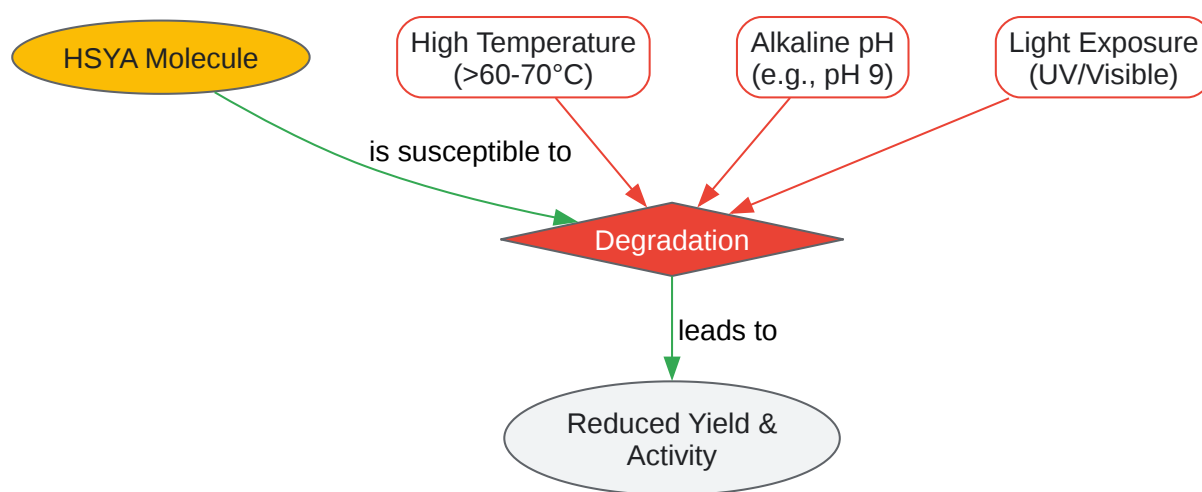 HSYA Molecule
High Temperature
(>60-70°C)
Alkaline pH
(e.g., pH 9)
Light Exposure
(UV/Visible)
is susceptible to
Degradation
leads to
Reduced Yield &
Activity